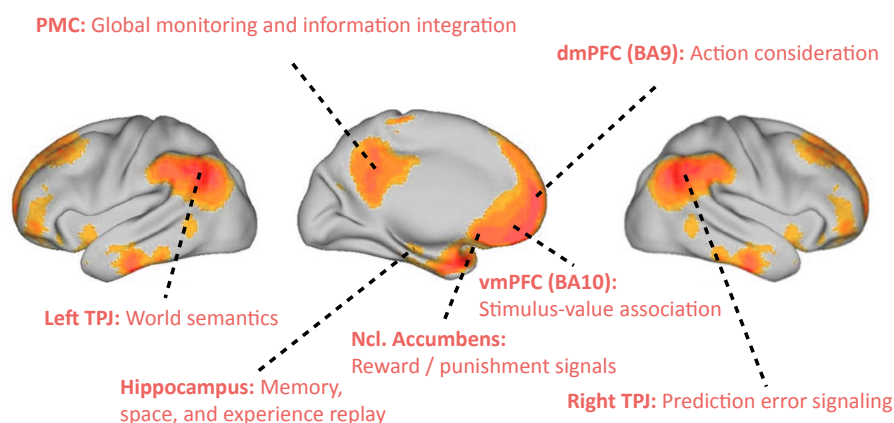 PMC: Global monitoring and information integration
dmPFC (BA9): Action consideration
vmPFC (BA10):
Stimulus-value association
Left TPJ: World semantics
Ncl. Accumbens:
Reward / punishment signals
Hippocampus: Memory,
space, and experience replay
Right TPJ: Prediction error signaling